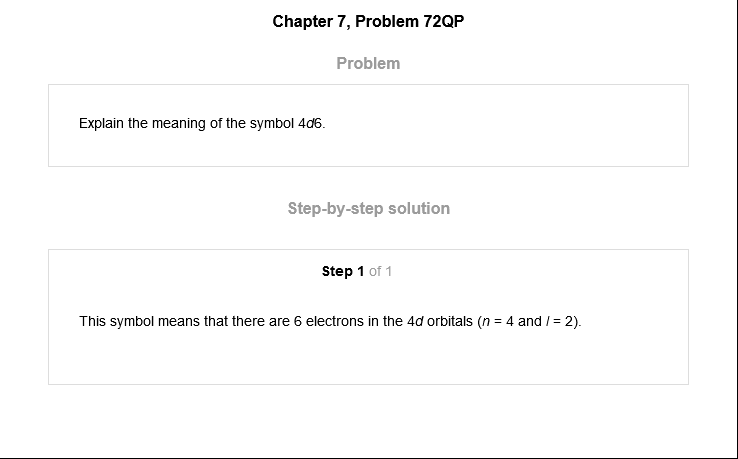 Chapter 7, Problem 72QP
Problem
Explain the meaning of the symbol 4d6.
Step-by-step solution
Step 1 of 1
This symbol means that there are 6 electrons in the 4d orbitals (n = 4 and l = 2).